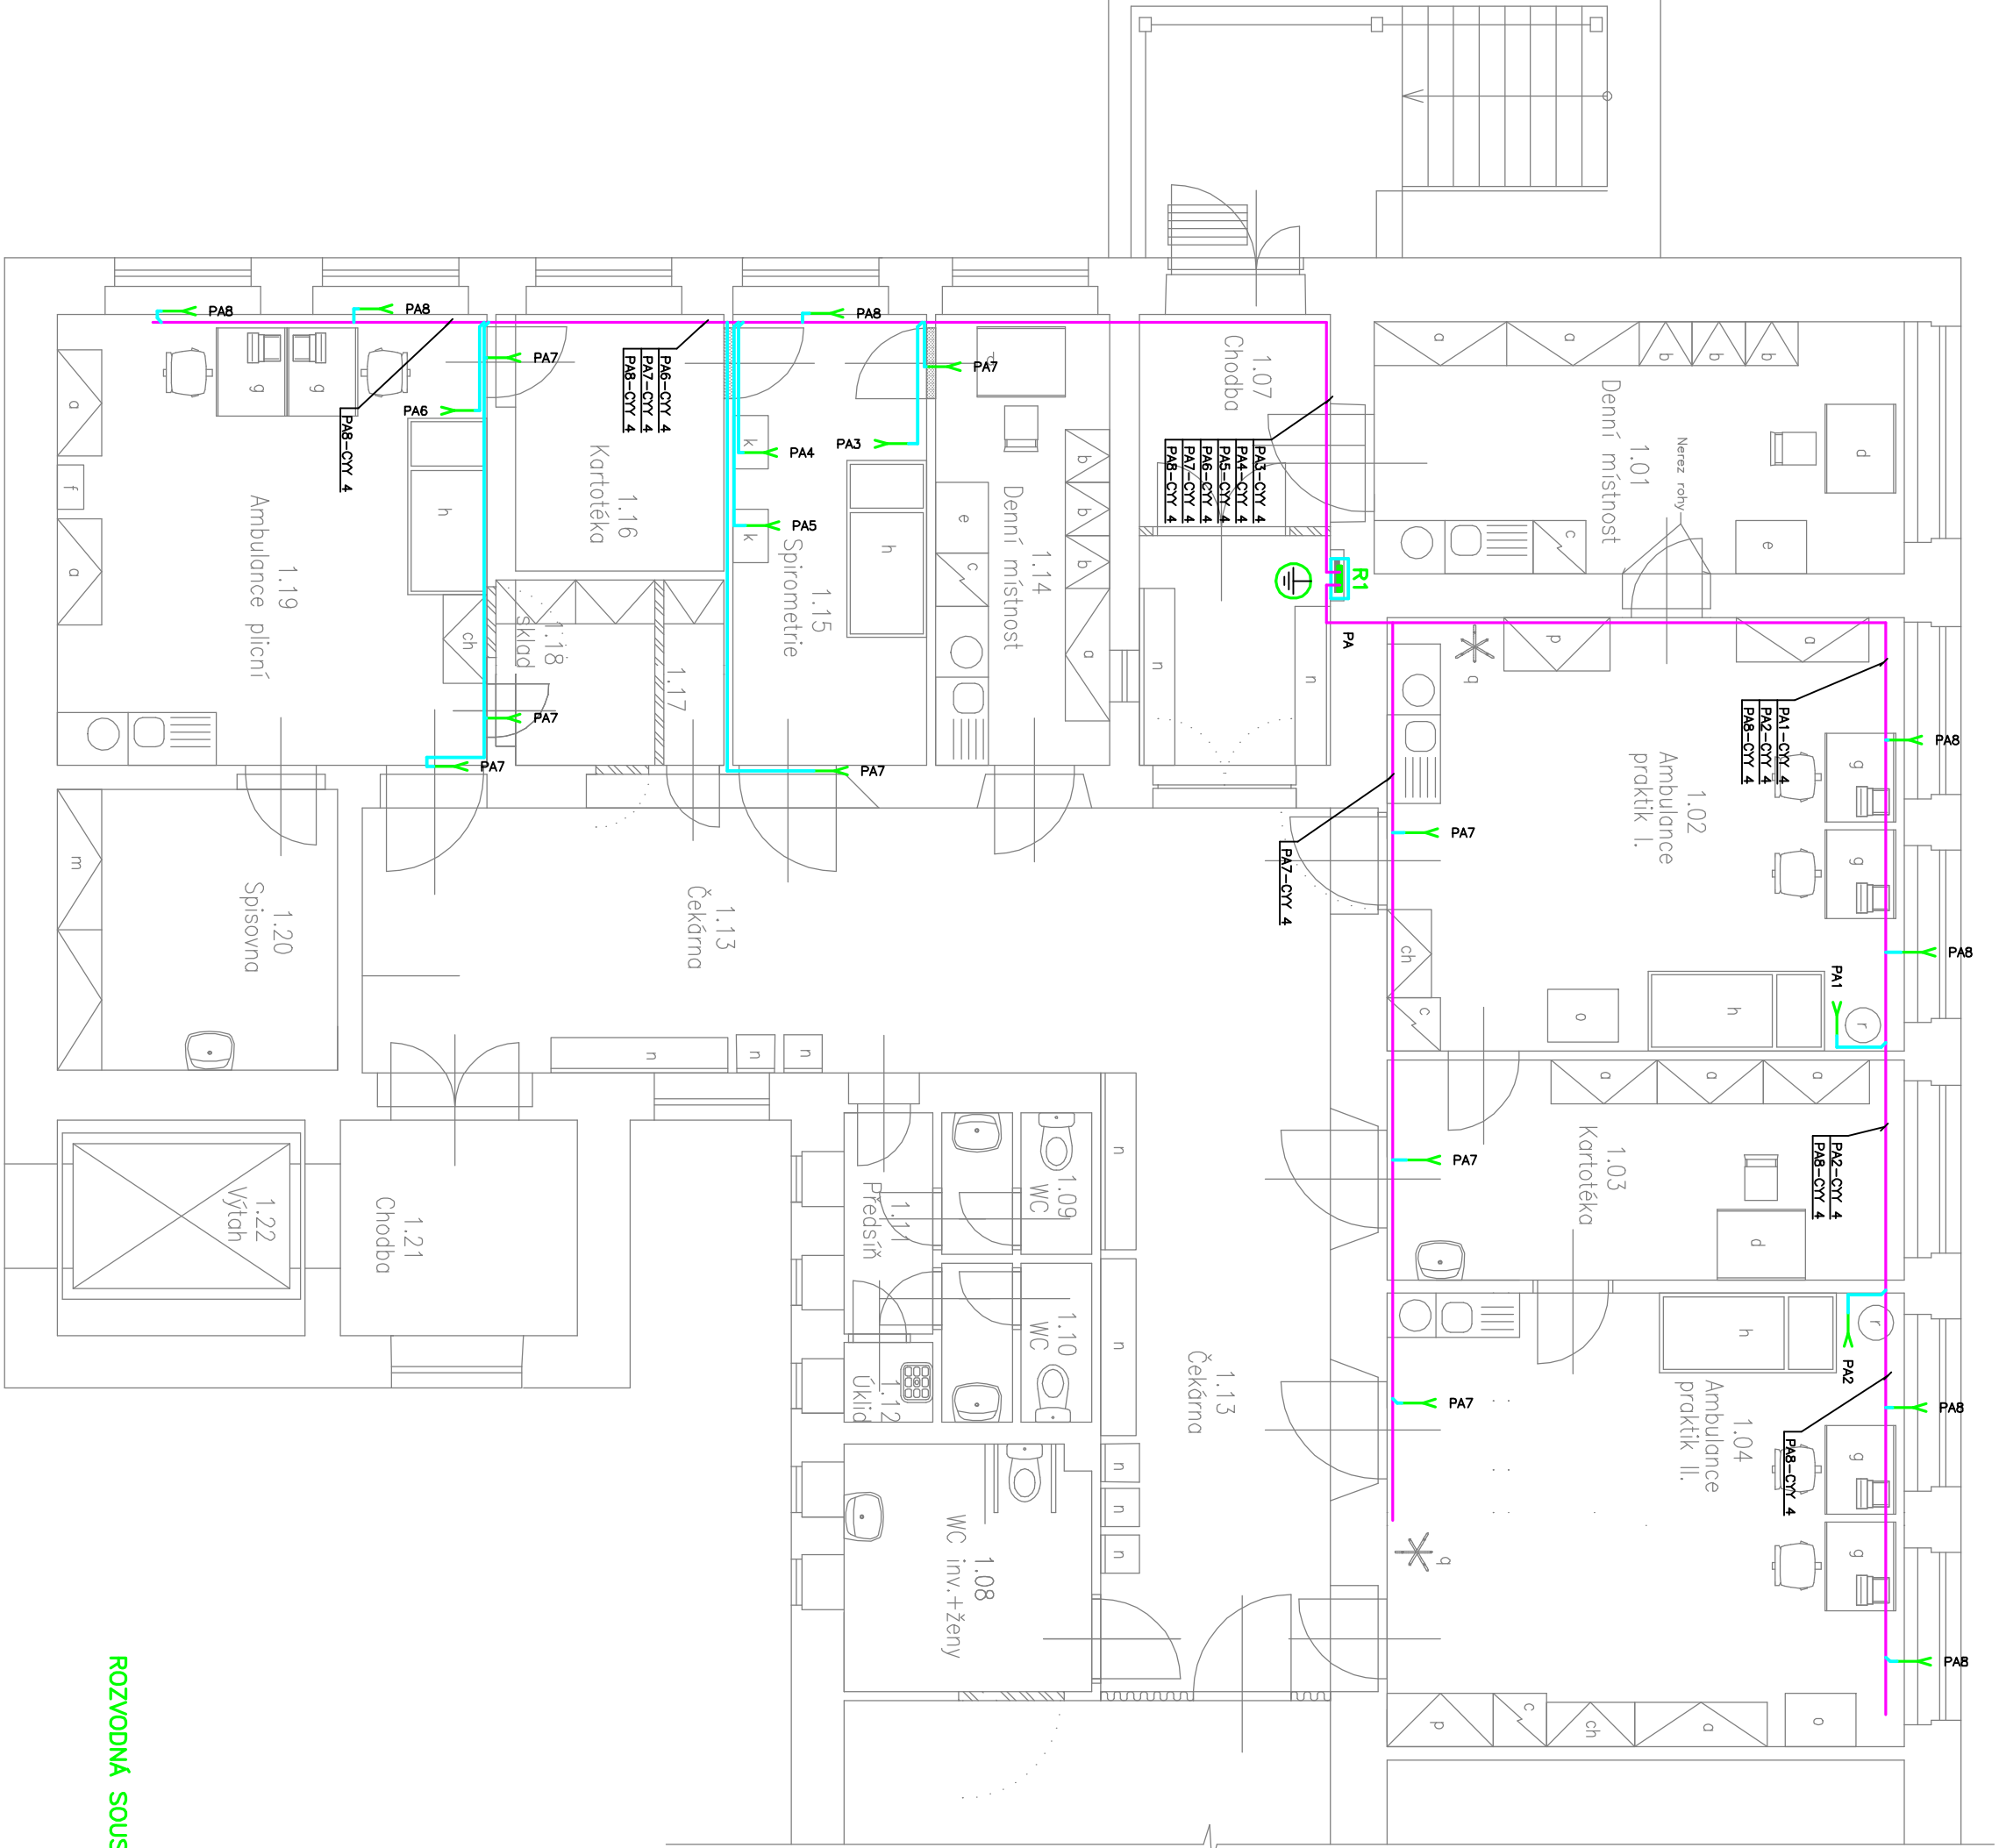 1.01
Denní místnost
Nerez rohy
d
e
c
a
a
b
b
b
1.07
Chodba
PA3-CYY 4
PA4-CYY 4
PA5-CYY 4
PA6-CYY 4
PA7-CYY 4
PA8-CYY 4
R1
PA
n
n
1.14
Denní místnost
d
b
b
b
a
e
c
PA7
PA8
1.15
Spirometrie
PA3
PA4
PA5
k
k
h
PA7
1.16
Kartotéka
PA6-CYY 4
PA7-CYY 4
PA8-CYY 4
1.17
1.18
sklad
PA7
PA7
PA7
1.19
Ambulance plicní
PA8
PA8
PA6
PA8-CYY 4
g
g
a
f
a
h
ch
1.20
Spisovna
m
1.13
Čekárna
n
n
n
1.02
Ambulance
praktik I.
PA1-CYY 4
PA2-CYY 4
PA8-CYY 4
PA7-CYY 4
PA8
PA8
PA7
PA1
q
p
a
g
g
ch
c
o
h
r
1.03
Kartotéka
PA2-CYY 4
PA8-CYY 4
PA7
a
a
a
d
1.04
Ambulance
praktik II.
PA8-CYY 4
PA2
PA8
PA8
PA7
h
r
g
g
q
p
c
ch
a
o
1.13
Čekárna
n
n
n
n
n
1.09
WC
1.10
WC
1.11
Předsíň
1.12
Úklid
1.08
WC inv.+ženy
1.21
Chodba
1.22
Výtah
ROZVODNÁ SOUS